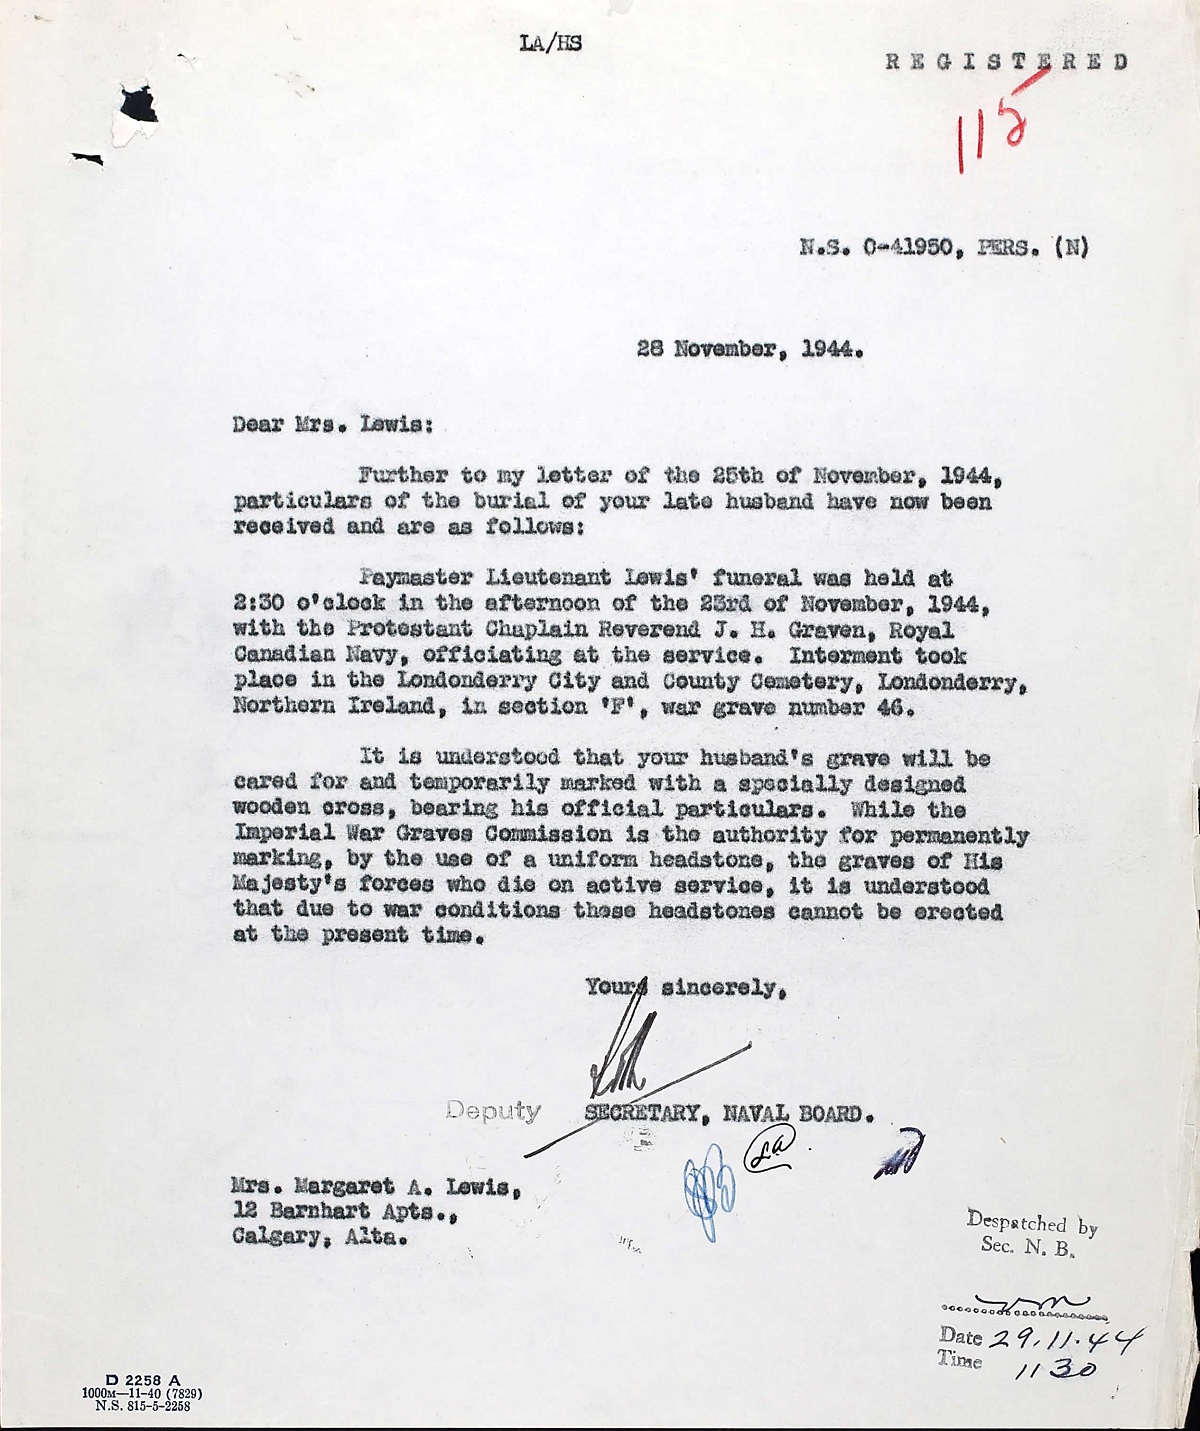 LA/HS
REGISTERED
115
N.S. O-41950, PERS. (N)
28 November, 1944.
Dear Mrs. Lewis:
Further to my letter of the 25th of November, 1944,
particulars of the burial of your late husband have now been
received and are as follows:
Paymaster Lieutenant Lewis' funeral was held at
2:30 o'clock in the afternoon of the 23rd of November, 1944,
with the Protestant Chaplain Reverend J. H. Graven, Royal
Canadian Navy, officiating at the service. Interment took
place in the Londonderry City and County Cemetery, Londonderry,
Northern Ireland, in section 'F', war grave number 46.
It is understood that your husband's grave will be
cared for and temporarily marked with a specially designed
wooden cross, bearing his official particulars. While the
Imperial War Graves Commission is the authority for permanently
marking, by the use of a uniform headstone, the graves of His
Majesty's forces who die on active service, it is understood
that due to war conditions these headstones cannot be erected
at the present time.
Yours sincerely,
Deputy SECRETARY, NAVAL BOARD.
Mrs. Margaret A. Lewis,
12 Barnhart Apts.,
Calgary, Alta.
Despatched by
Sec. N. B.
Date 29.11.44
Time 1130
D 2258 A
1000M—11-40 (7829)
N.S. 815-5-2258